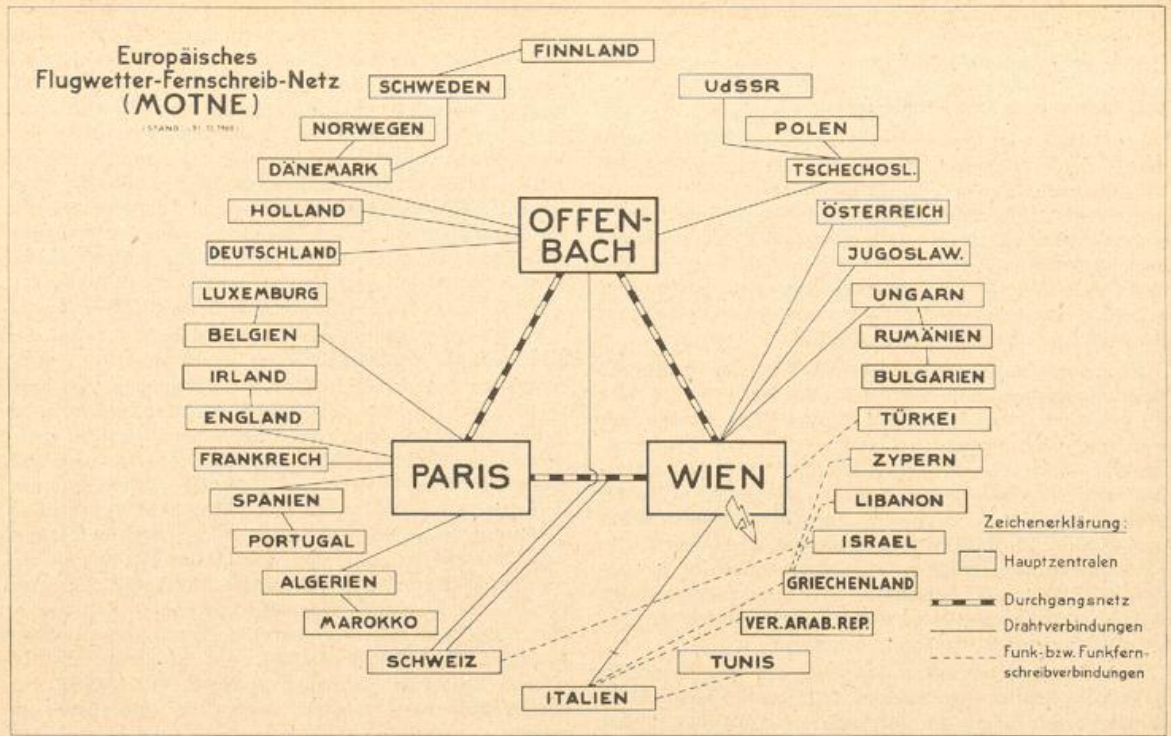 Europäisches
Flugwetter-Fernschreib-Netz
(MOTNE)
FINNLAND
SCHWEDEN
UdSSR
NORWEGEN
POLEN
DÄNEMARK
TSCHECHOSL.
HOLLAND
OFFEN-
BACH
ÖSTERREICH
DEUTSCHLAND
JUGOSLAW.
LUXEMBURG
UNGARN
BELGIEN
RUMÄNIEN
IRLAND
BULGARIEN
ENGLAND
TÜRKEI
FRANKREICH
PARIS
WIEN
ZYPERN
SPANIEN
LIBANON
PORTUGAL
ISRAEL
ALGERIEN
GRIECHENLAND
MAROKKO
VER.ARAB.REP.
SCHWEIZ
TUNIS
ITALIEN
Zeichenerklärung:
Hauptzentralen
Durchgangsnetz
Drahtverbindungen
Funk-bzw.Funkfern-
schreibverbindungen